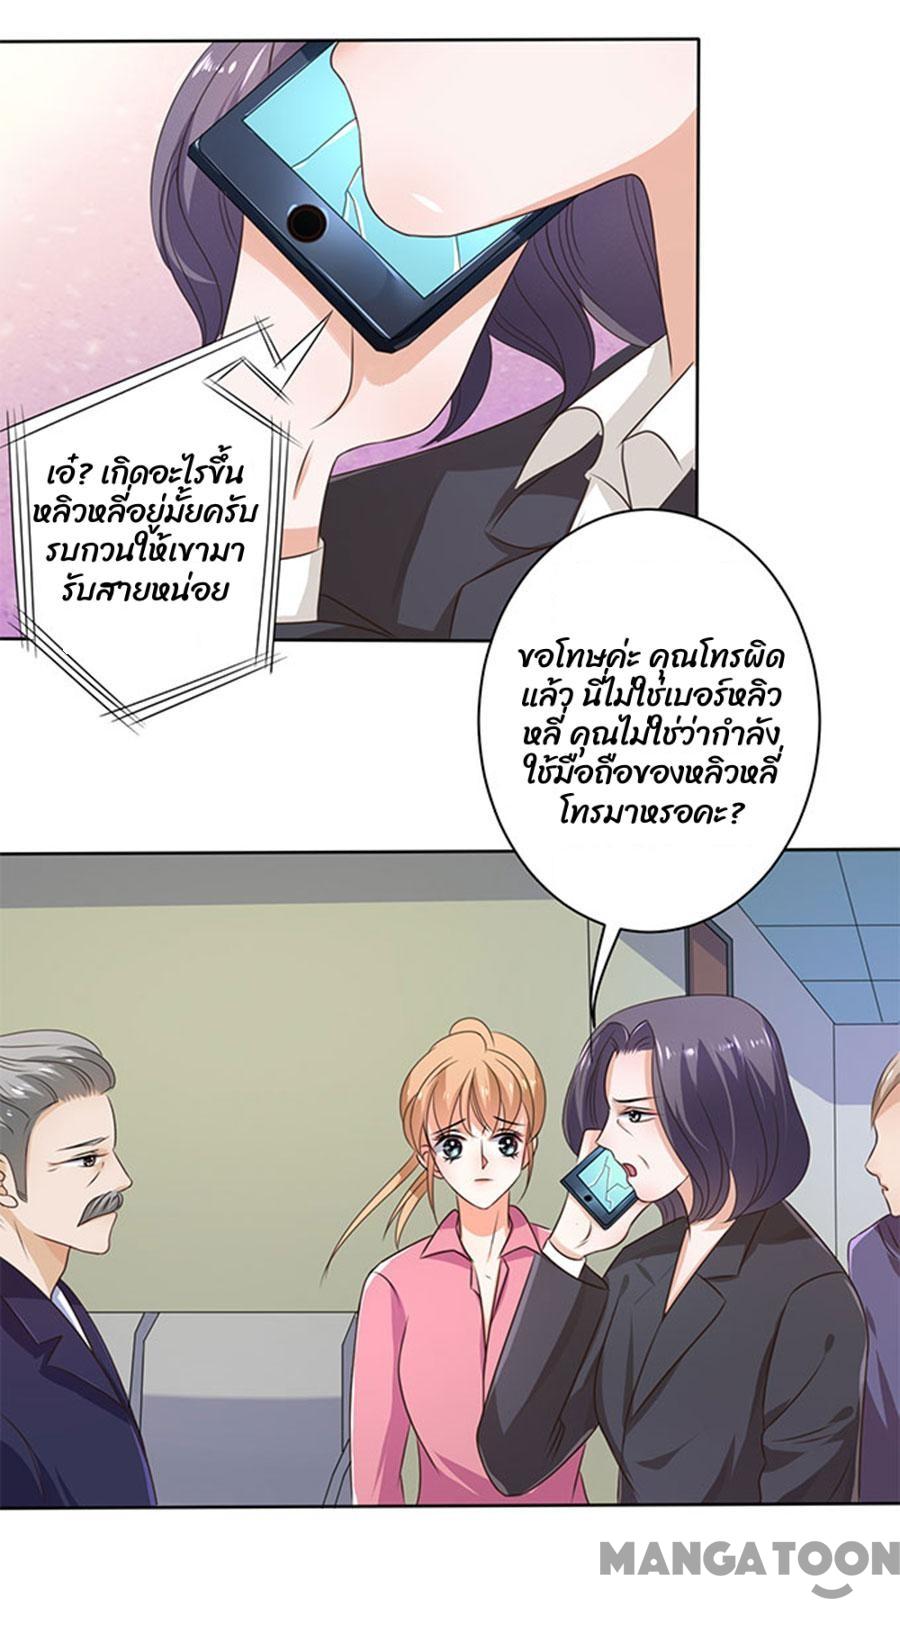 เอ๋? เกิดอะไรขึ้น
หลิวหลี่อยู่มั้ยครับ
รบกวนให้เขามา
รับสายหน่อย
ขอโทษค่ะ คุณโทรผิด
แล้ว นี่ไม่ใช่เบอร์หลิว
หลี่ คุณไม่ใช่ว่ากำลัง
ใช้มือถือของหลิวหลี่
โทรมาหรอคะ?
MANGATOON